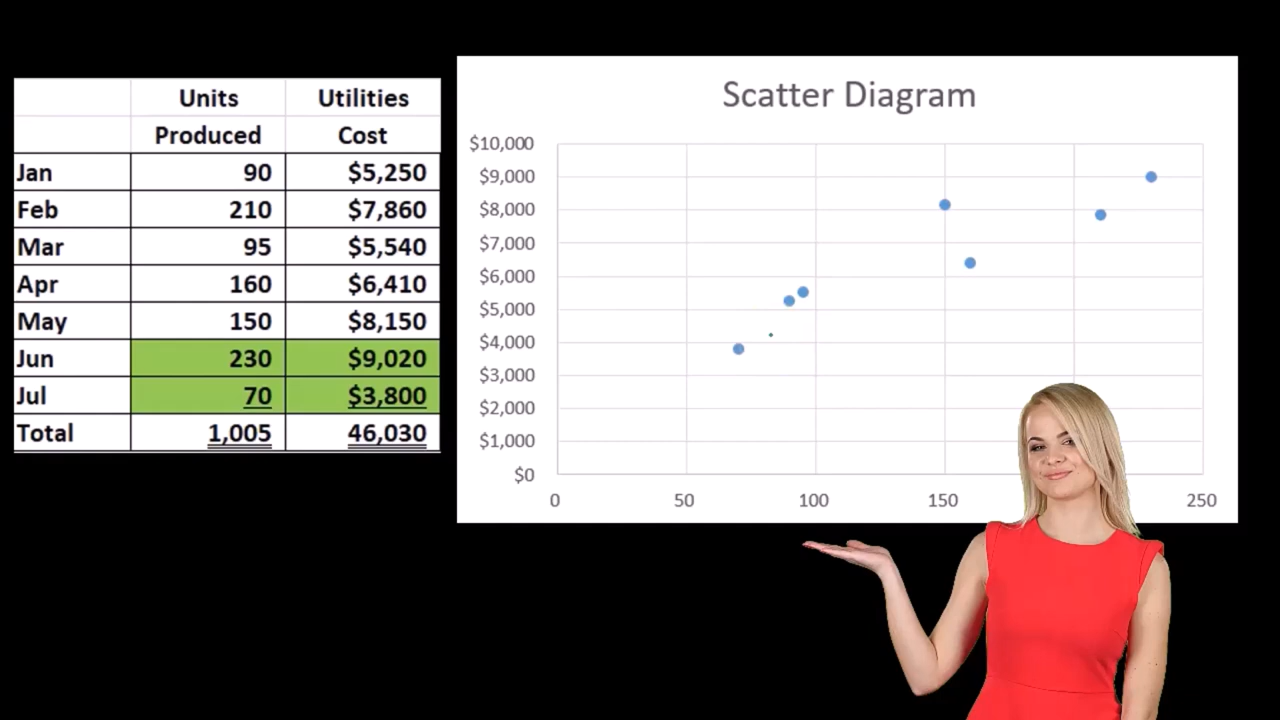 Units Utilities
Produced Cost
Jan 90 $5,250
Feb 210 $7,860
Mar 95 $5,540
Apr 160 $6,410
May 150 $8,150
Jun 230 $9,020
Jul 70 $3,800
Total 1,005 46,030
Scatter Diagram
$10,000
$9,000
$8,000
$7,000
$6,000
$5,000
$4,000
$3,000
$2,000
$1,000
$0
0 50 100 150 250